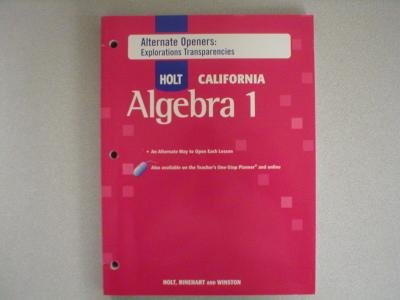 Alternate Openers:
Explorations Transparencies
HOLT CALIFORNIA
Algebra 1
• An Alternate Way to Open Each Lesson
Also available on the Teacher's One-Stop Planner® and online
HOLT, RINEHART AND WINSTON